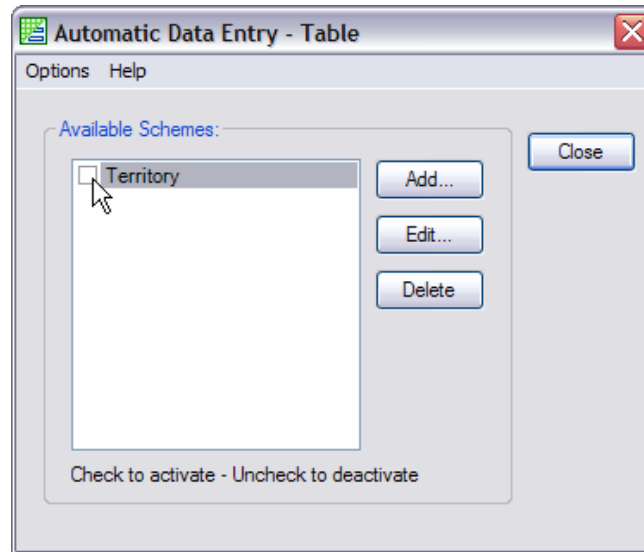 Automatic Data Entry - Table
Options Help
Available Schemes:
Close
Territory
Add...
Edit...
Delete
Check to activate - Uncheck to deactivate